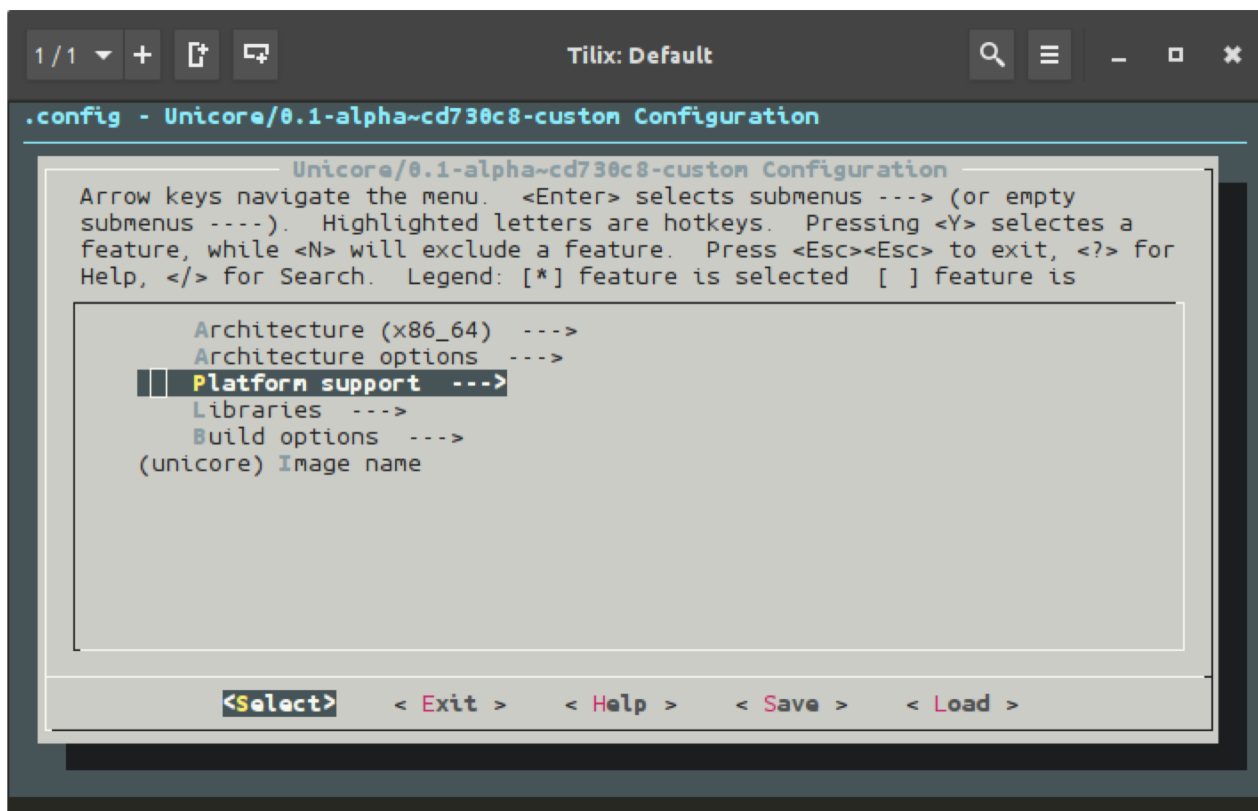 1 / 1
Tilix: Default
.config - Unicore/0.1-alpha~cd730c8-custom Configuration
Unicore/0.1-alpha~cd730c8-custom Configuration
Arrow keys navigate the menu.  <Enter> selects submenus ---> (or empty
submenus ----).  Highlighted letters are hotkeys.  Pressing <Y> selectes a
feature, while <N> will exclude a feature.  Press <Esc><Esc> to exit, <?> for
Help, </> for Search.  Legend: [*] feature is selected  [ ] feature is
Architecture (x86_64)  --->
Architecture options  --->
Platform support  --->
Libraries  --->
Build options  --->
(unicore) Image name
<Select>    < Exit >    < Help >    < Save >    < Load >